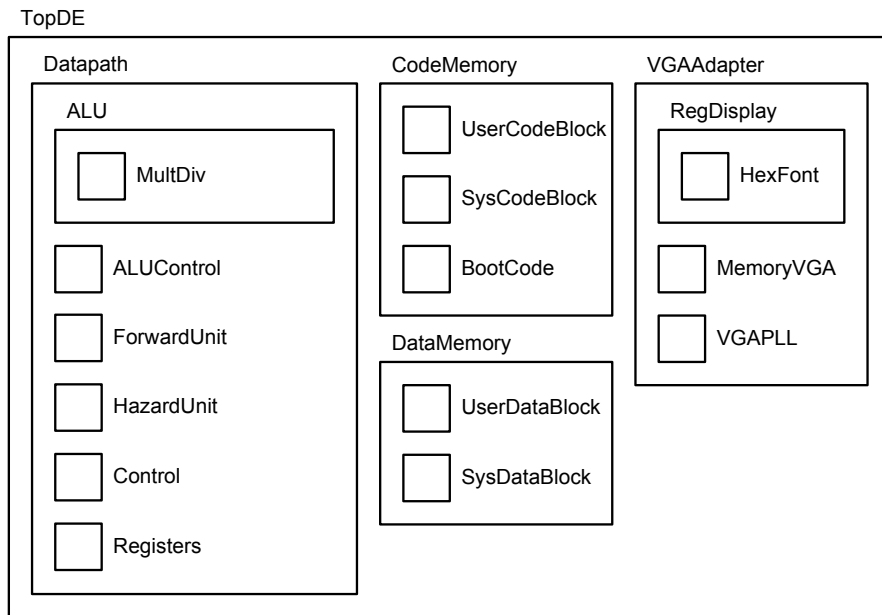 TopDE
Datapath
ALU
MultDiv
ALUControl
ForwardUnit
HazardUnit
Control
Registers
CodeMemory
UserCodeBlock
SysCodeBlock
BootCode
DataMemory
UserDataBlock
SysDataBlock
VGAAdapter
RegDisplay
HexFont
MemoryVGA
VGAPLL